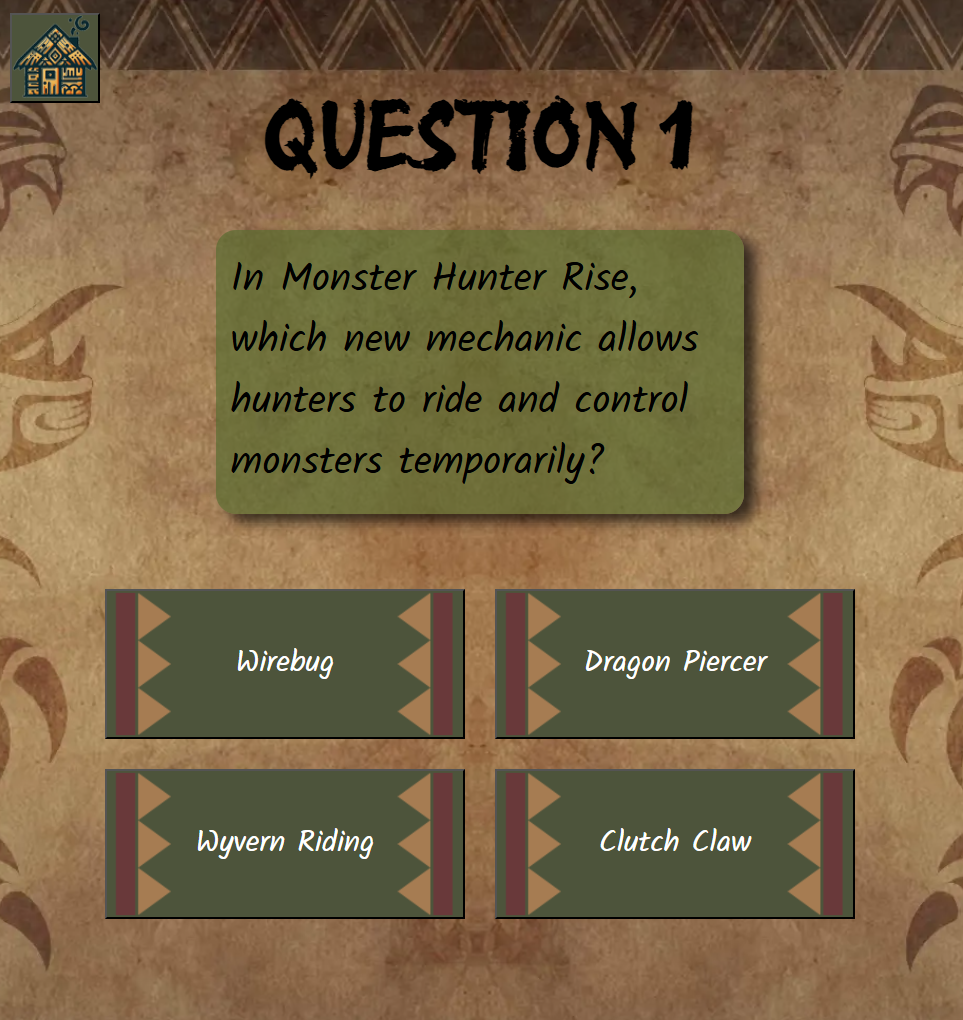 QUESTION 1
In Monster Hunter Rise,
which new mechanic allows
hunters to ride and control
monsters temporarily?
Wirebug
Dragon Piercer
Wyvern Riding
Clutch Claw